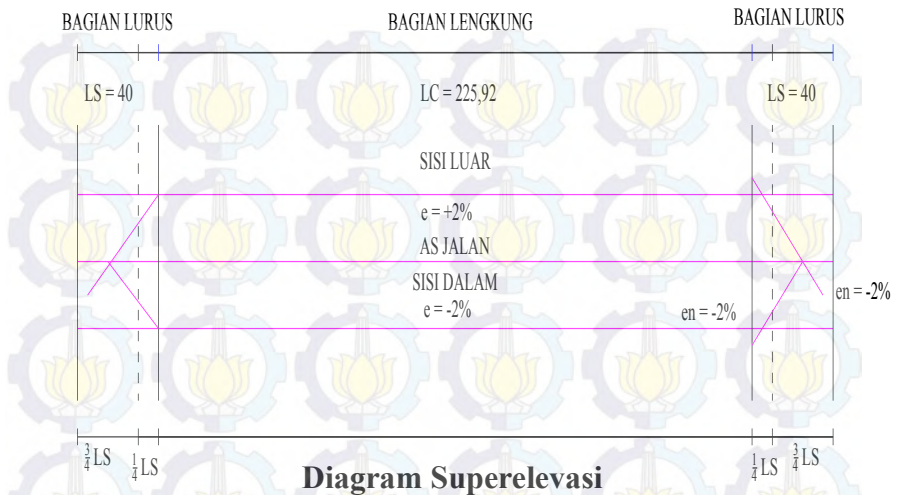 BAGIAN LURUS BAGIAN LENGKUNG BAGIAN LURUS
LS = 40 LC = 225,92 LS = 40
SISI LUAR
e = +2%
AS JALAN
SISI DALAM
e = -2%
en = -2%
en = -2%
3/4 LS 1/4 LS 1/4 LS 3/4 LS
Diagram Superelevasi